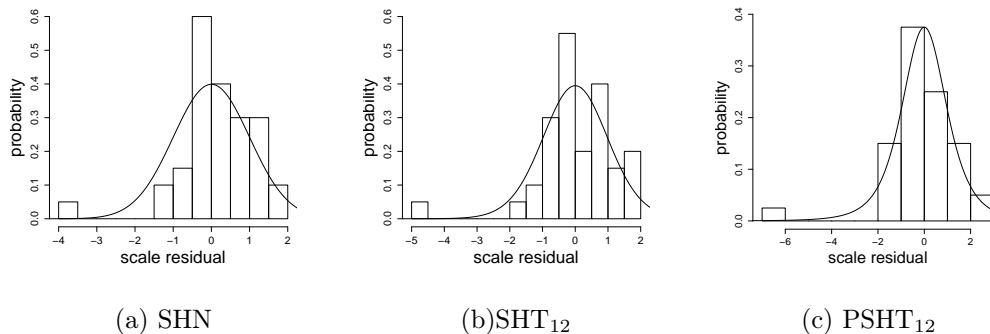 probability
0.0 0.1 0.2 0.3 0.4 0.5 0.6
−4 −3 −2 −1 0 1 2
scale residual
(a) SHN
probability
0.0 0.1 0.2 0.3 0.4 0.5 0.6
−5 −4 −3 −2 −1 0 1 2
scale residual
(b)SHT₁₂
probability
0.0 0.1 0.2 0.3 0.4
−6 −4 −2 0 2
scale residual
(c) PSHT₁₂